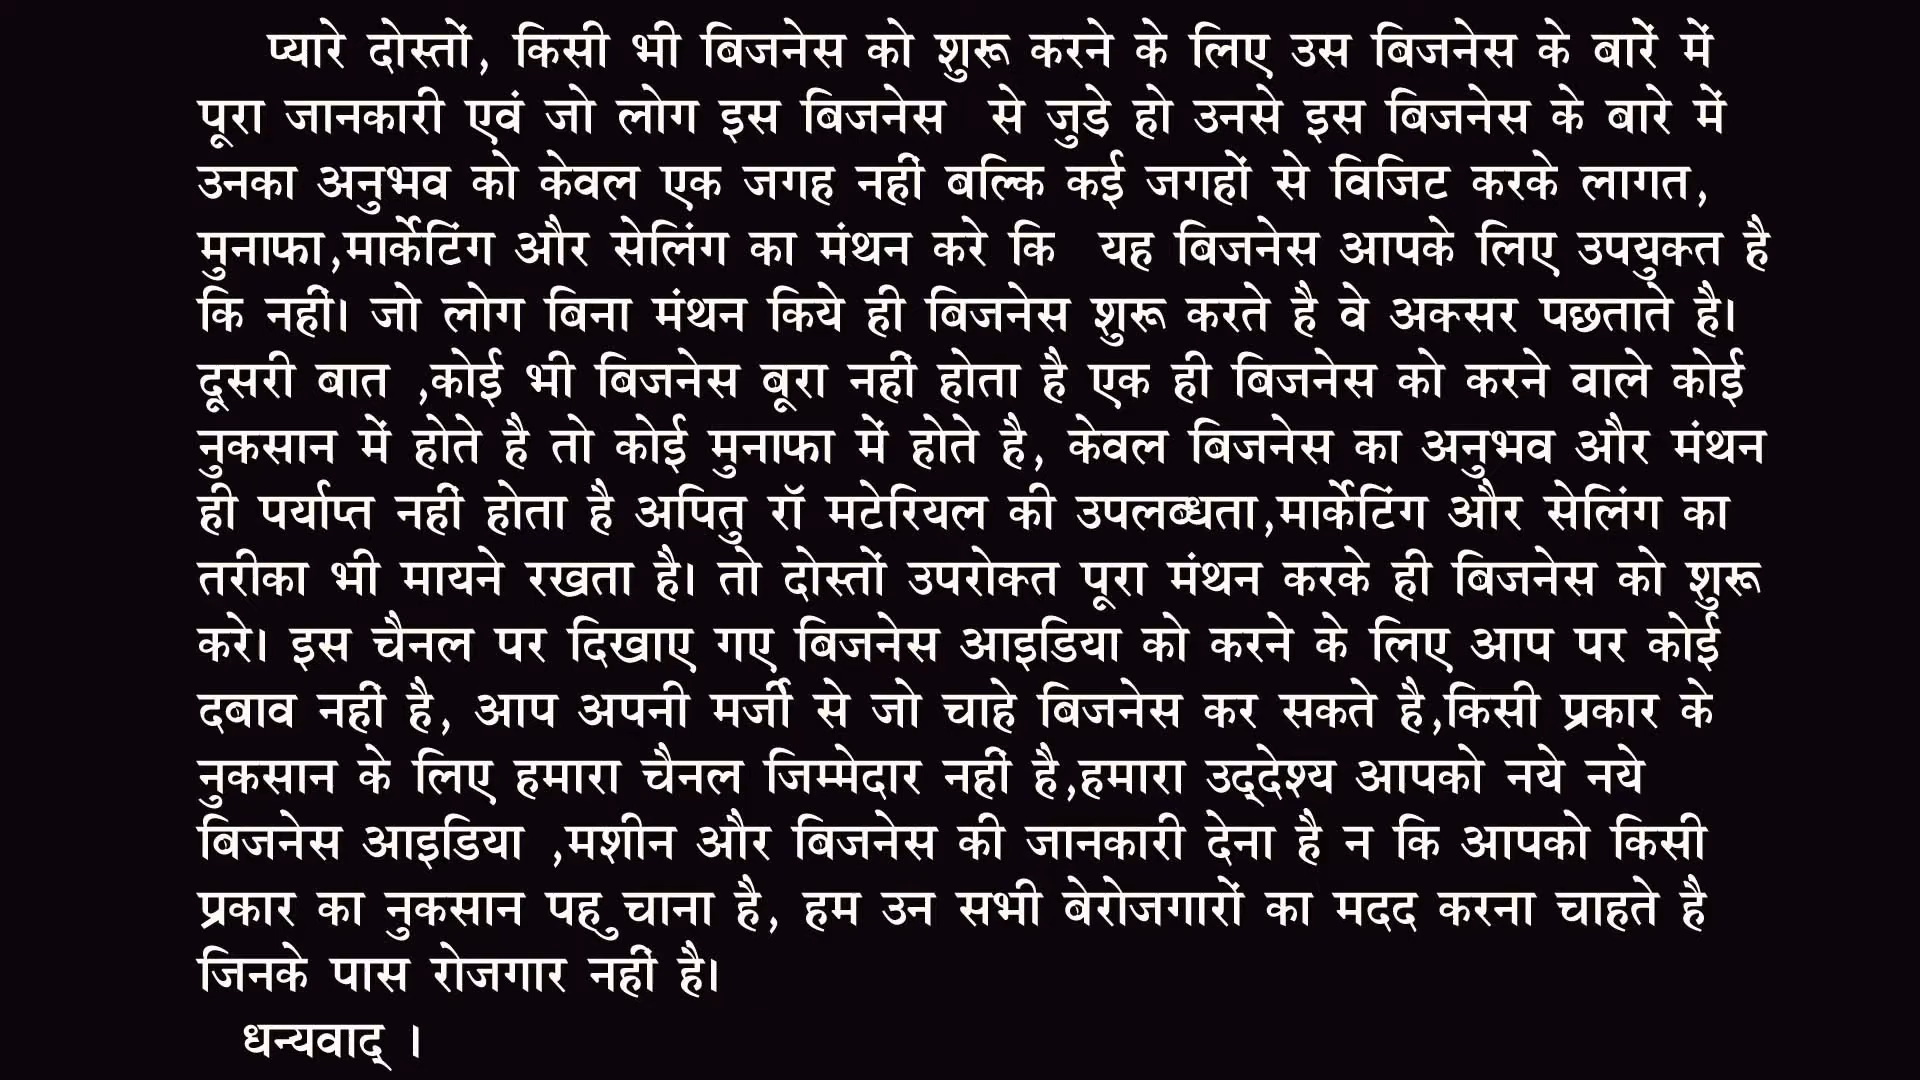 प्यारे दोस्तों, किसी भी बिजनेस को शुरू करने के लिए उस बिजनेस के बारें में
पूरा जानकारी एवं जो लोग इस बिजनेस से जुड़े हो उनसे इस बिजनेस के बारे में
उनका अनुभव को केवल एक जगह नहीं बल्कि कई जगहों से विजिट करके लागत,
मुनाफा,मार्केटिंग और सेलिंग का मंथन करे कि यह बिजनेस आपके लिए उपयुक्त है
कि नहीं। जो लोग बिना मंथन किये ही बिजनेस शुरू करते है वे अक्सर पछताते है।
दूसरी बात ,कोई भी बिजनेस बूरा नहीं होता है एक ही बिजनेस को करने वाले कोई
नुकसान में होते है तो कोई मुनाफा में होते है, केवल बिजनेस का अनुभव और मंथन
ही पर्याप्त नहीं होता है अपितु रॉ मटेरियल की उपलब्धता,मार्केटिंग और सेलिंग का
तरीका भी मायने रखता है। तो दोस्तों उपरोक्त पूरा मंथन करके ही बिजनेस को शुरू
करे। इस चैनल पर दिखाए गए बिजनेस आइडिया को करने के लिए आप पर कोई
दबाव नहीं है, आप अपनी मर्जी से जो चाहे बिजनेस कर सकते है,किसी प्रकार के
नुकसान के लिए हमारा चैनल जिम्मेदार नहीं है,हमारा उद्देश्य आपको नये नये
बिजनेस आइडिया ,मशीन और बिजनेस की जानकारी देना है न कि आपको किसी
प्रकार का नुकसान पहुचाना है, हम उन सभी बेरोजगारों का मदद करना चाहते है
जिनके पास रोजगार नहीं है।
धन्यवाद् ।